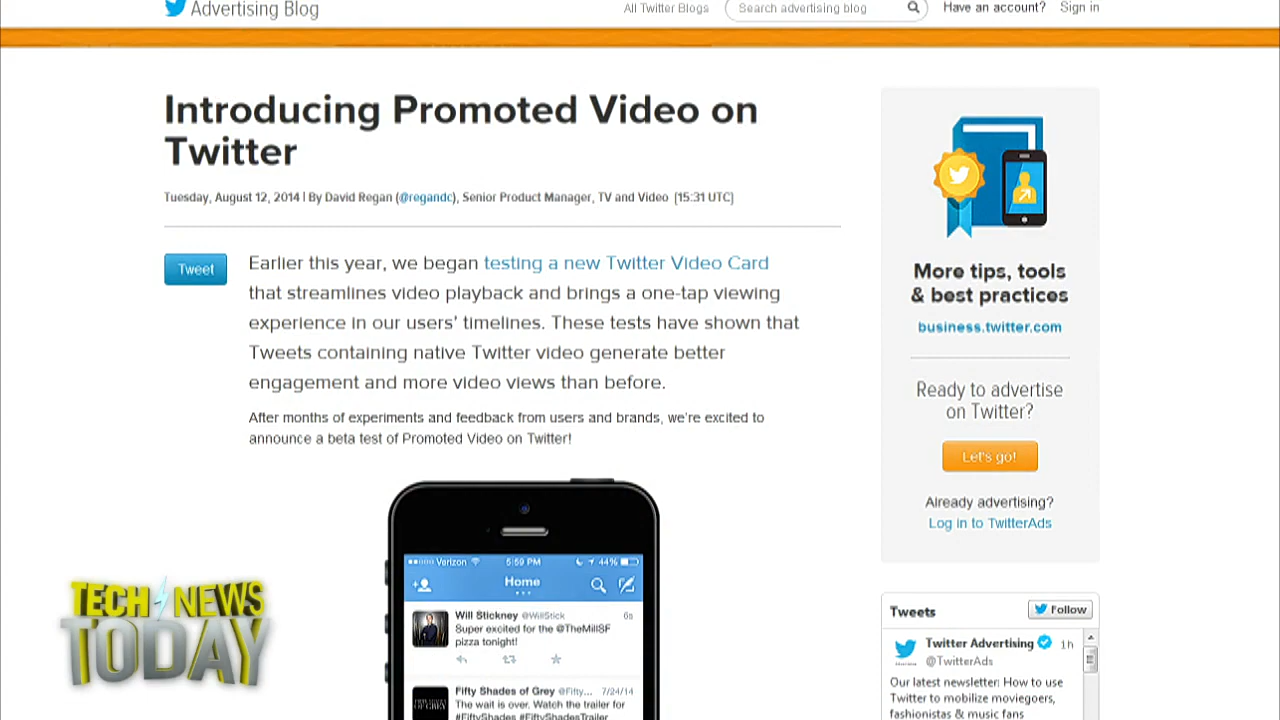 Advertising Blog
All Twitter Blogs
Search advertising blog
Have an account? Sign in
Introducing Promoted Video on
Twitter
Tuesday, August 12, 2014 | By David Regan (@regandc), Senior Product Manager, TV and Video [15:31 UTC]
Tweet
Earlier this year, we began testing a new Twitter Video Card
that streamlines video playback and brings a one-tap viewing
experience in our users’ timelines. These tests have shown that
Tweets containing native Twitter video generate better
engagement and more video views than before.
After months of experiments and feedback from users and brands, we’re excited to
announce a beta test of Promoted Video on Twitter!
Verizon 5:59 PM 44%
Home
Will Stickney @WillStick 6s
Super excited for the @TheMillSF
pizza tonight!
Fifty Shades of Grey @Fifty... 7/24/14
The wait is over. Watch the trailer for
#FiftyShades #FiftyShadesTrailer
More tips, tools
& best practices
business.twitter.com
Ready to advertise
on Twitter?
Let's go!
Already advertising?
Log in to TwitterAds
Tweets
Follow
Twitter Advertising 1h
@TwitterAds
Our latest newsletter: How to use
Twitter to mobilize moviegoers,
fashionistas & music fans
TECH NEWS
TODAY